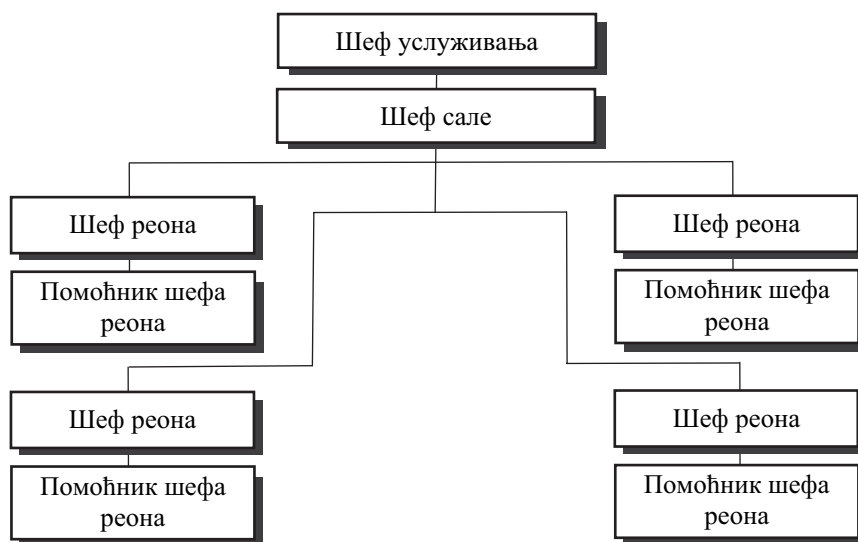 Шеф услуживања
Шеф сале
Шеф реона
Шеф реона
Помоћник шефа
реона
Помоћник шефа
реона
Шеф реона
Шеф реона
Помоћник шефа
реона
Помоћник шефа
реона